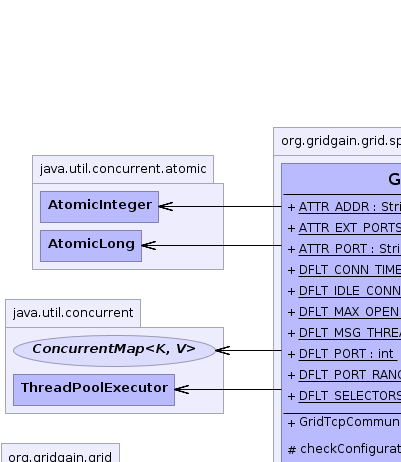 org.gridgain.grid.sp
java.util.concurrent.atomic
AtomicInteger
AtomicLong
java.util.concurrent
ConcurrentMap<K, V>
ThreadPoolExecutor
org.gridgain.grid
G
+ ATTR_ADDR : Stri
+ ATTR_EXT_PORTS
+ ATTR_PORT : Stri
+ DFLT_CONN_TIME
+ DFLT_IDLE_CONN
+ DFLT_MAX_OPEN
+ DFLT_MSG_THREA
+ DFLT_PORT : int
+ DFLT_PORT_RANG
+ DFLT_SELECTORS
+ GridTcpCommun
# checkConfigurat